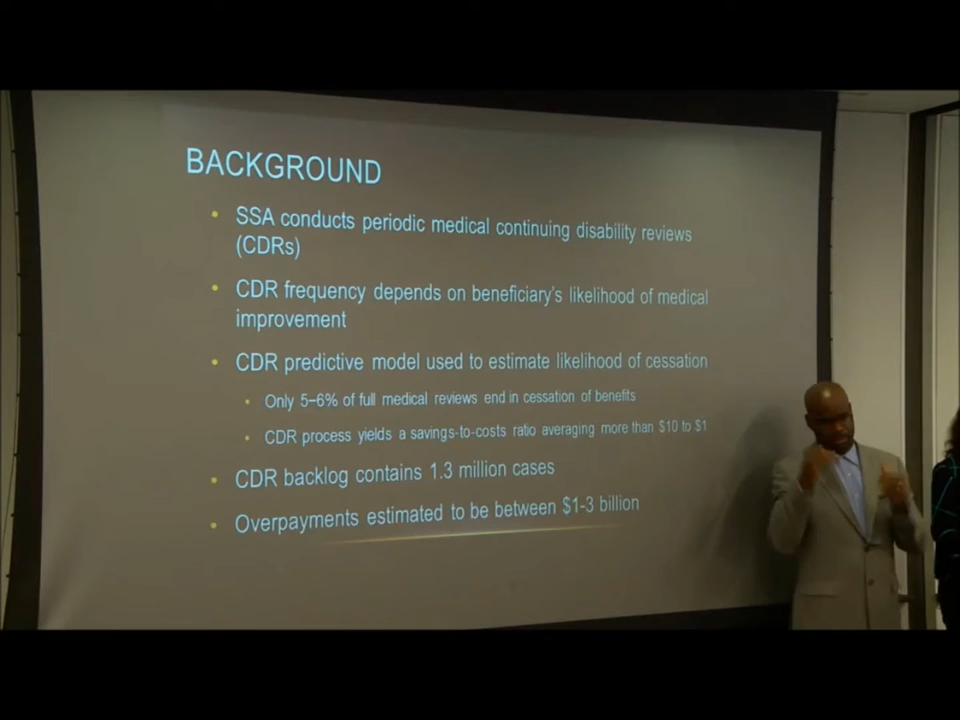 BACKGROUND
• SSA conducts periodic medical continuing disability reviews
(CDRs)
• CDR frequency depends on beneficiary's likelihood of medical
improvement
• CDR predictive model used to estimate likelihood of cessation
• Only 5–6% of full medical reviews end in cessation of benefits
• CDR process yields a savings-to-costs ratio averaging more than $10 to $1
• CDR backlog contains 1.3 million cases
• Overpayments estimated to be between $1-3 billion